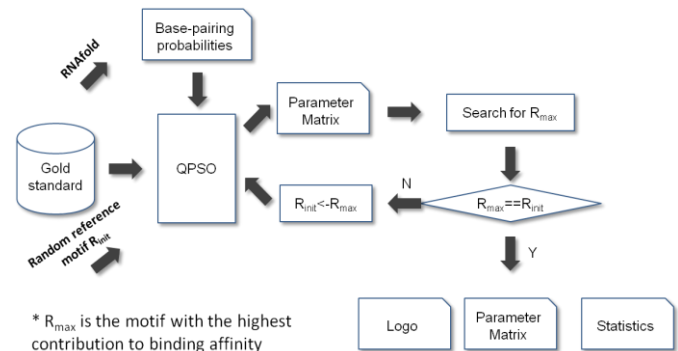 Base-pairing
probabilities
RNAfold
Parameter
Matrix
Search for Rmax
Gold
standard
QPSO
N
Rinit<-Rmax
Rmax==Rinit
Random reference
motif Rinit
Y
* Rmax is the motif with the highest
contribution to binding affinity
Logo
Parameter
Matrix
Statistics